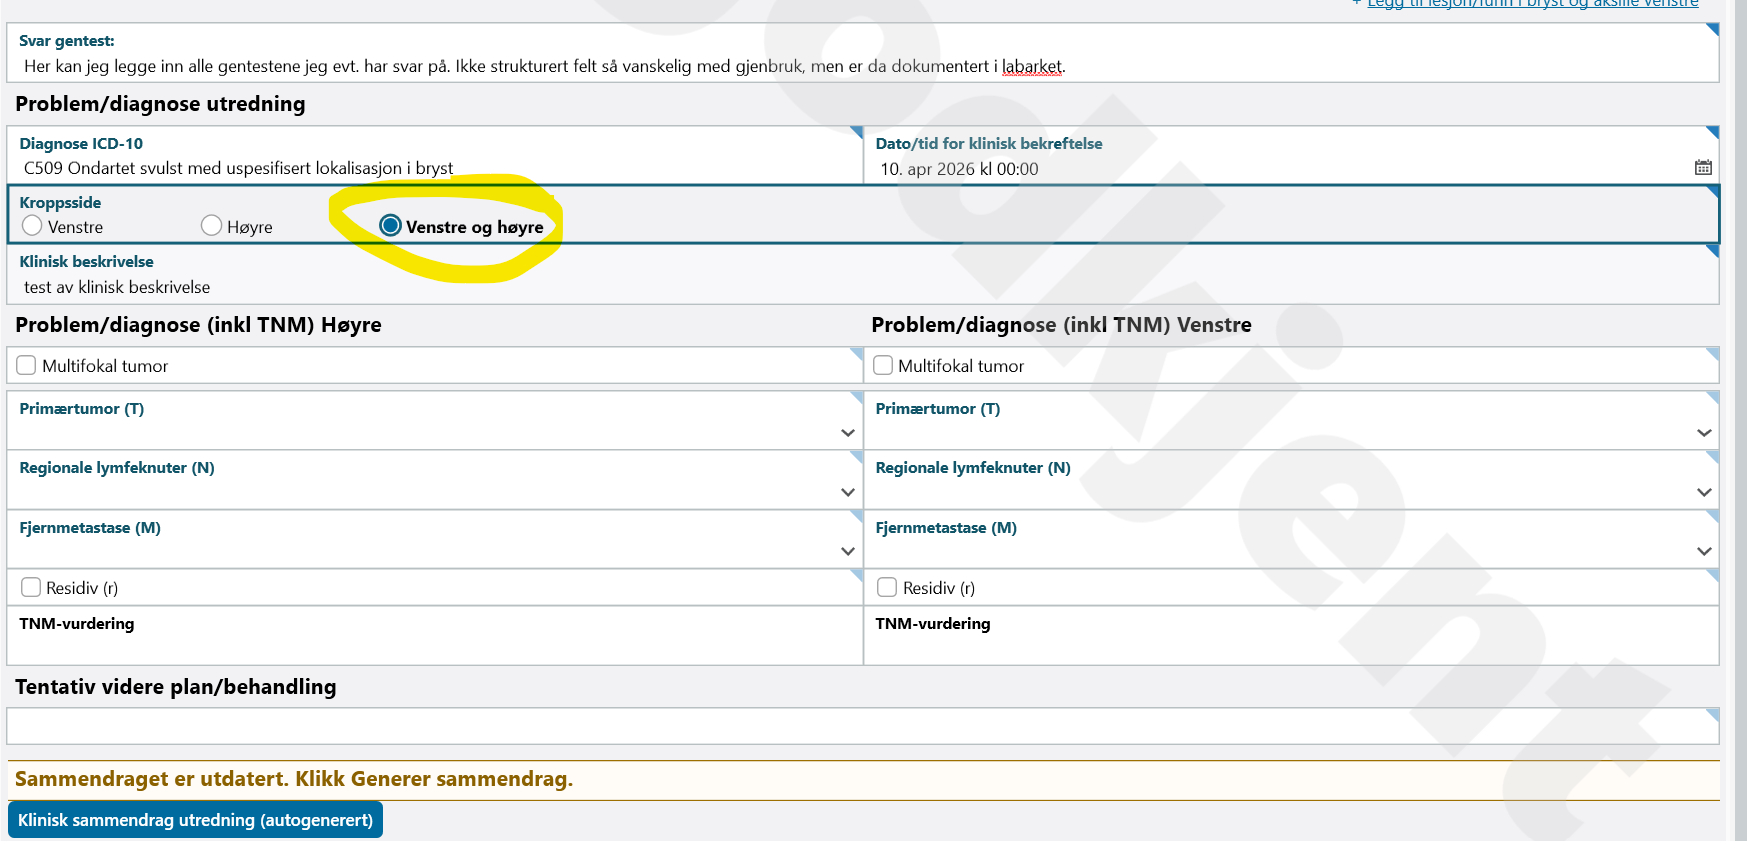 + Legg til lesjon/funn i bryst og aksille venstre
Svar gentest:
Her kan jeg legge inn alle gentestene jeg evt. har svar på. Ikke strukturert felt så vanskelig med gjenbruk, men er da dokumentert i labarket.
Problem/diagnose utredning
Diagnose ICD-10
C509 Ondartet svulst med uspesifisert lokalisasjon i bryst
Dato/tid for klinisk bekreftelse
10. apr 2026 kl 00:00
Kroppsside
Venstre Høyre Venstre og høyre
Klinisk beskrivelse
test av klinisk beskrivelse
Problem/diagnose (inkl TNM) Høyre
Multifokal tumor
Primærtumor (T)
Regionale lymfeknuter (N)
Fjernmetastase (M)
Residiv (r)
TNM-vurdering
Problem/diagnose (inkl TNM) Venstre
Multifokal tumor
Primærtumor (T)
Regionale lymfeknuter (N)
Fjernmetastase (M)
Residiv (r)
TNM-vurdering
Tentativ videre plan/behandling
Sammendraget er utdatert. Klikk Generer sammendrag.
Klinisk sammendrag utredning (autogenerert)